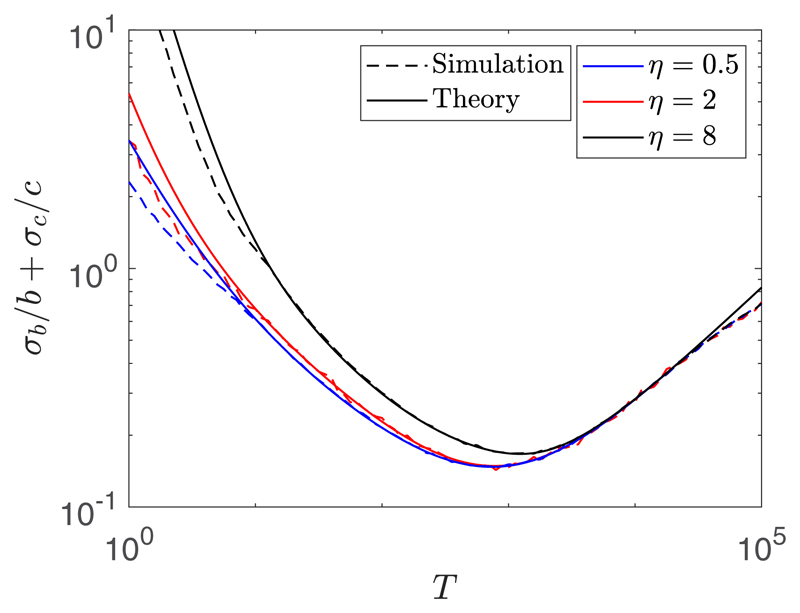 10^1
Simulation
Theory
η = 0.5
η = 2
η = 8
σ_b/b + σ_c/c
10^0
10^-1
10^0
10^5
T